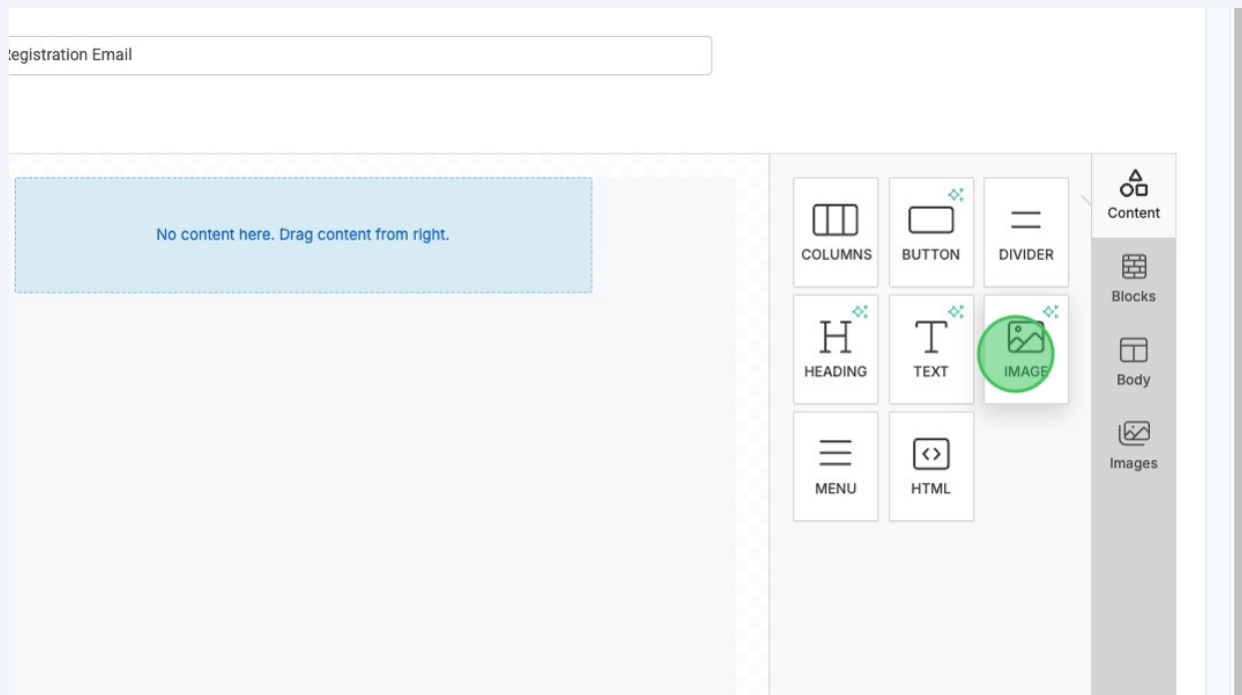 Registration Email
No content here. Drag content from right.
COLUMNS
BUTTON
DIVIDER
HEADING
TEXT
IMAGE
MENU
HTML
Content
Blocks
Body
Images